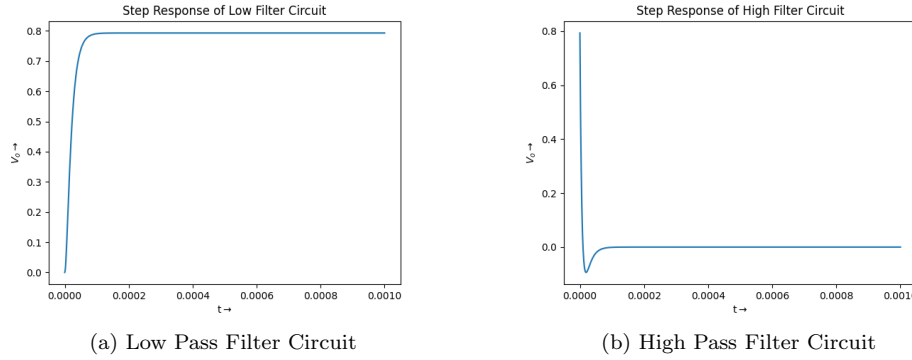 Step Response of Low Filter Circuit
0.8
0.7
0.6
0.5
0.4
0.3
0.2
0.1
0.0
V₀→
0.0000 0.0002 0.0004 0.0006 0.0008 0.0010
t→
(a) Low Pass Filter Circuit
Step Response of High Filter Circuit
0.8
0.6
0.4
0.2
0.0
V₀→
0.0000 0.0002 0.0004 0.0006 0.0008 0.0010
t→
(b) High Pass Filter Circuit